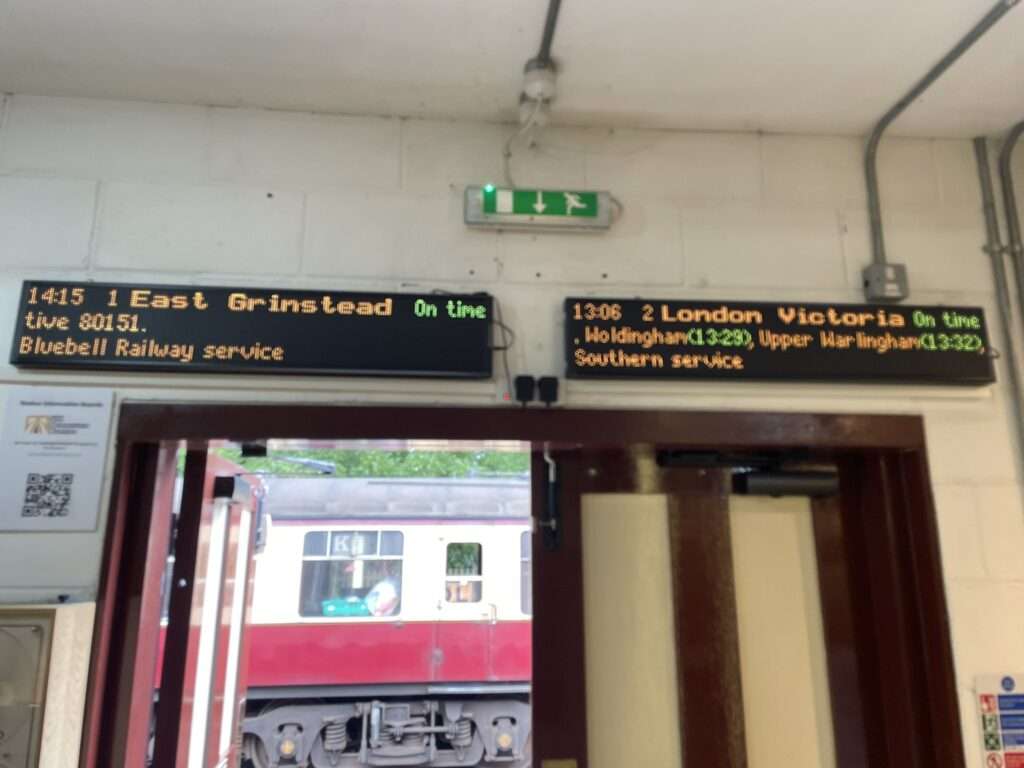 14:15 1 East Grinstead On time
tive 80151.
Bluebell Railway service
13:06 2 London Victoria On time
. Woldingham(13:29), Upper Warlingham(13:32),
Southern service